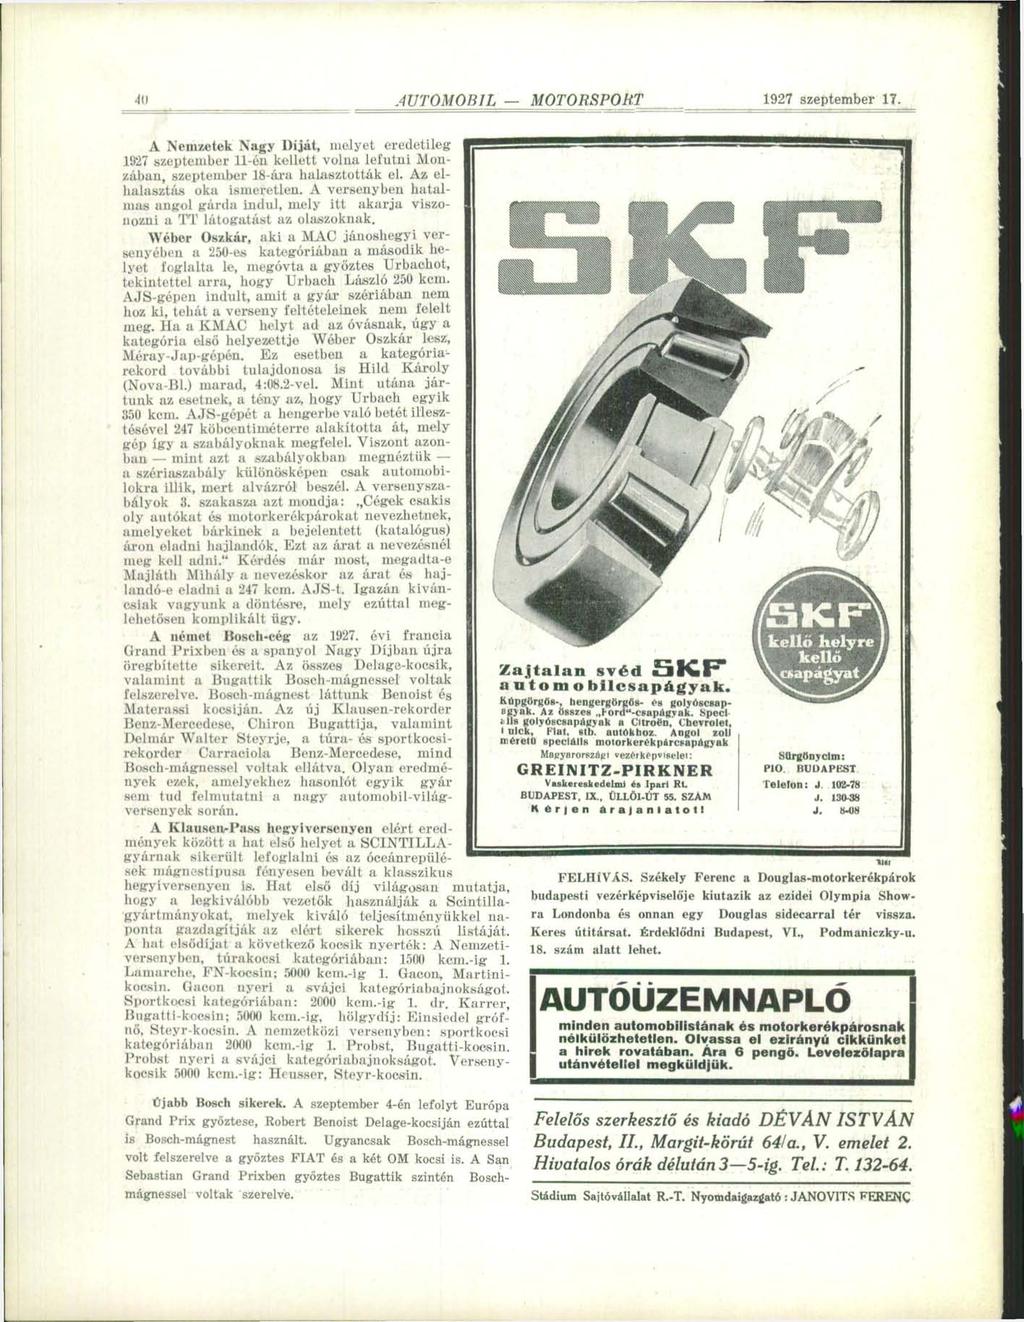 40 AUTOMOBIL — MOTORSPORT 1927 szeptember 17.
A Nemzetek Nagy Díját, melyet eredetileg
1927 szeptember 11-én kellett volna lefutni Mon-
zában, szeptember 18-ára halasztották el. Az el-
halasztás oka ismeretlen. A versenyben hatal-
mas angol gárda indul, mely itt akarja viszo-
nozni a TT látogatást az olaszoknak.
Wéber Oszkár, aki a MAC jánoshegyi ver-
senyében a 250-es kategóriában a második he-
lyet foglalta le, megóvta a győztes Urbachot,
tekintettel arra, hogy Urbach László 250 kcm.
AJS-gépen indult, amit a gyár szériában nem
hoz ki, tehát a verseny feltételeinek nem felelt
meg. Ha a KMAC helyt ad az óvásnak, úgy a
kategória első helyezettje Wéber Oszkár lesz,
Méray-Jap-gépén. Ez esetben a kategória-
rekord további tulajdonosa is Hild Károly
(Nova-Bl.) marad, 4:08.2-vel. Mint utána jár-
tunk az esetnek, a tény az, hogy Urbach egyik
350 kcm. AJS-gépét a hengerbe való betét illesz-
tésével 247 köbcentiméterre alakította át, mely
gép így a szabályoknak megfelel. Viszont azon-
ban — mint azt a szabályokban megnéztük —
a szériaszabály különösképen csak automobi-
lokra illik, mert alvázról beszél. A versenysza-
bályok 3. szakasza azt mondja: „Cégek csakis
oly autókat és motorkerékpárokat nevezhetnek,
amelyeket bárkinek a bejelentett (katalógus)
áron eladni hajlandók. Ezt az árat a nevezésnél
meg kell adni.“ Kérdés már most, megadta-e
Majláth Mihály a nevezéskor az árat és haj-
landó-e eladni a 247 kcm. AJS-t. Igazán kíván-
csiak vagyunk a döntésre, mely ezúttal meg-
lehetősen komplikált ügy.
A német Bosch-cég az 1927. évi francia
Grand Prixben és a spanyol Nagy Díjban újra
öregbítette sikereit. Az összes Delage-kocsik,
valamint a Bugattik Bosch-mágnessel voltak
felszerelve. Bosch-mágnest láttunk Benoist és
Materassi kocsiján. Az új Klausen-rekorder
Benz-Mercedese, Chiron Bugattija, valamint
Delmár Walter Steyrje, a túra- és sportkocsi-
rekorder Carraciola Benz-Mercedese, mind
Bosch-mágnessel voltak ellátva. Olyan eredmé-
nyek ezek, amelyekhez hasonlót egyik gyár
sem tud felmutatni a nagy automobil-világ-
versenyek során.
A Klausen-Pass hegyiversenyen elért ered-
mények között a hat első helyet a SCINTILLA-
gyárnak sikerült lefoglalni és az óceánrepülé-
sek mágnestípusa fényesen bevált a klasszikus
hegyiversenyen is. Hat első díj világosan mutatja,
hogy a legkiválóbb vezetők használják a Scintilla-
gyártmányokat, melyek kiváló teljesítményükkel na-
ponta gazdagítják az elért sikerek hosszú listáját.
A hat elsődíjat a következő kocsik nyerték: A Nemzeti-
versenyben, túrakocsi kategóriában: 1500 kcm.-ig 1.
Lamarche, FN-kocsin; 5000 kcm.-ig 1. Gacon, Martini-
kocsin. Gacon nyeri a svájci kategóriabajnokságot.
Sportkocsi kategóriában: 2000 kcm.-ig 1. dr. Karrer,
Bugatti-kocsin; 5000 kcm.-ig, hölgydíj: Einsiedel gróf-
nő, Steyr-kocsin. A nemzetközi versenyben: sportkocsi
kategóriában 2000 kcm.-ig 1. Probst, Bugatti-kocsin.
Probst nyeri a svájci kategóriabajnokságot. Verseny-
kocsik 5000 kcm.-ig: Heusser, Steyr-kocsin.
Újabb Bosch sikerek. A szeptember 4-én lefolyt Európa
Grand Prix győztese, Robert Benoist Delage-kocsiján ezúttal
is Bosch-mágnest használt. Ugyancsak Bosch-mágnessel
volt felszerelve a győztes FIAT és a két OM kocsi is. A San
Sebastian Grand Prixben győztes Bugattik szintén Bosch-
mágnessel voltak szerelve.
SKF
SKF
kellő helyre
kellő
csapágyat
Zajtalan svéd SKF
automobilcsapágyak.
Kúpgörgős-, hengergörgős- és golyóscsap-
ágyak. Az összes „Ford“-csapágyak. Speci-
ális golyóscsapágyak a Citroën, Chevrolet,
Buick, Fiat, stb. autókhoz. Angol zoll
méretű speciális motorkerékpárcsapágyak
Magyarországi vezérképviselet:
GREINITZ-PIRKNER
Vaskereskedelmi és Ipari Rt.
BUDAPEST, IX., ÜLLŐI-ÚT 55. SZÁM
Kérjen árajánlatot!
Sürgönycím:
PIO. BUDAPEST
Telefon: J. 102-78
J. 130-38
J. 8-08
FELHÍVÁS. Székely Ferenc a Douglas-motorkerékpárok
budapesti vezérképviselője kiutazik az ezidei Olympia Show-
ra Londonba és onnan egy Douglas sidecarral tér vissza.
Keres útitársat. Érdeklődni Budapest, VI., Podmaniczky-u.
18. szám alatt lehet.
AUTÓÜZEMNAPLÓ
minden automobilistának és motorkerékpárosnak
nélkülözhetetlen. Olvassa el ezirányú cikkünket
a hirek rovatában. Ára 6 pengő. Levelezőlapra
utánvétellel megküldjük.
Felelős szerkesztő és kiadó DÉVÁN ISTVÁN
Budapest, II., Margit-körút 64/a., V. emelet 2.
Hivatalos órák délután 3—5-ig. Tel.: T. 132-64.
Stádium Sajtóvállalat R.-T. Nyomdaigazgató: JANOVITS FERENC